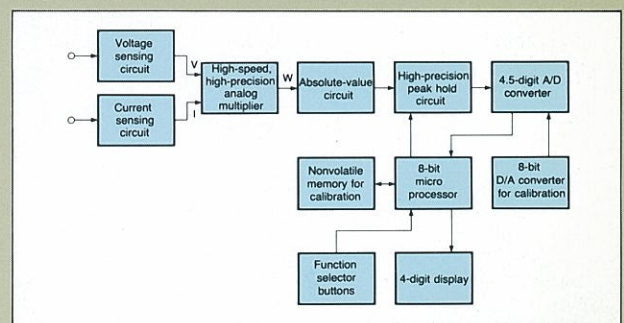 Voltage
sensing
circuit
V
Current
sensing
circuit
I
High-speed,
high-precision
analog
multiplier
W
Absolute-value
circuit
High-precision
peak hold
circuit
4.5-digit A/D
converter
Nonvolatile
memory for
calibration
8-bit
micro
processor
8-bit
D/A converter
for calibration
Function
selector
buttons
4-digit display